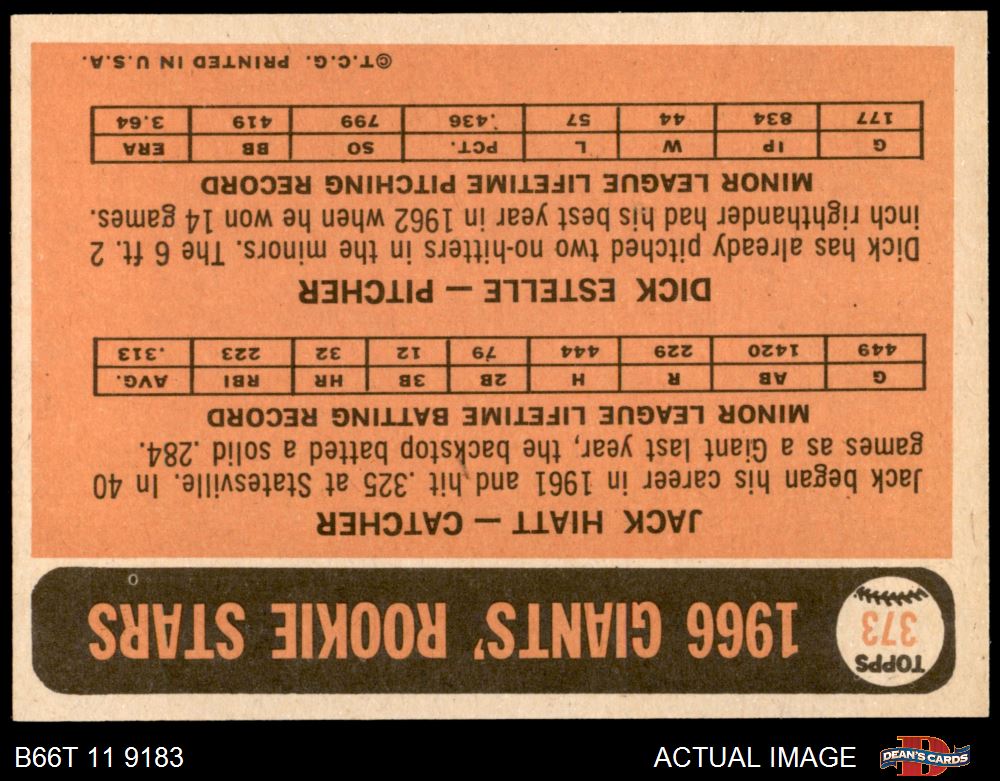 TOPPS
373
1966 GIANTS' ROOKIE STARS
JACK HIATT — CATCHER
Jack began his career in 1961 and hit .325 at Statesville. In 40
games as a Giant last year, the backstop batted a solid .284.
MINOR LEAGUE LIFETIME BATTING RECORD
G AB R H 2B 3B HR RBI AVG.
449 1420 229 444 79 12 32 223 .313
DICK ESTELLE — PITCHER
Dick has already pitched two no-hitters in the minors. The 6 ft. 2
inch righthander had his best year in 1962 when he won 14 games.
MINOR LEAGUE LIFETIME PITCHING RECORD
G IP W L PCT. SO BB ERA
177 834 44 57 .436 799 419 3.64
©T.C.G. PRINTED IN U.S.A.
B66T 11 9183
ACTUAL IMAGE
DEAN'S CARDS